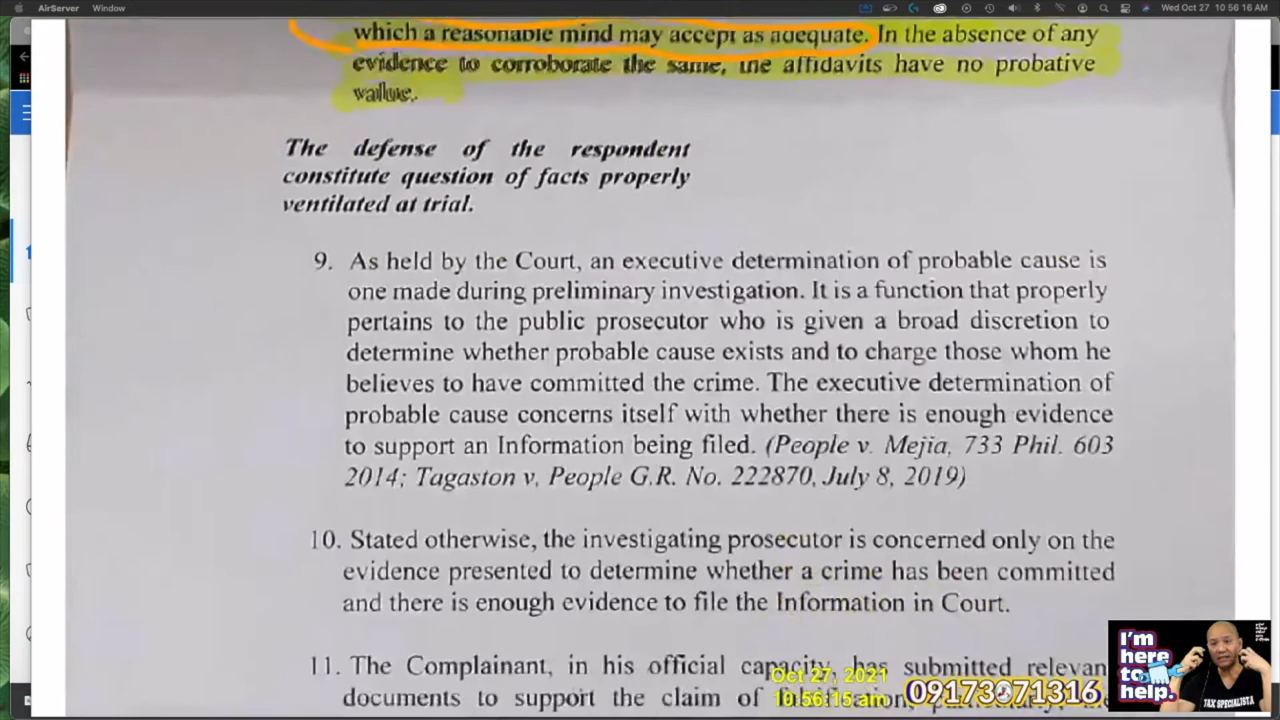 AirServer Window Wed Oct 27 10 56 16 AM
which a reasonable mind may accept as adequate. In the absence of any
evidence to corroborate the same, the affidavits have no probative
value.
The defense of the respondent
constitute question of facts properly
ventilated at trial.
9. As held by the Court, an executive determination of probable cause is
one made during preliminary investigation. It is a function that properly
pertains to the public prosecutor who is given a broad discretion to
determine whether probable cause exists and to charge those whom he
believes to have committed the crime. The executive determination of
probable cause concerns itself with whether there is enough evidence
to support an Information being filed. (People v. Mejia, 733 Phil. 603
2014; Tagaston v, People G.R. No. 222870, July 8, 2019)
10. Stated otherwise, the investigating prosecutor is concerned only on the
evidence presented to determine whether a crime has been committed
and there is enough evidence to file the Information in Court.
11. The Complainant, in his official capacity, has submitted relevan
documents to support the claim of
Oct 27, 2021
10:56:15 am
09173071316
I'm
here
to
help.
TAX SPECIALISTA